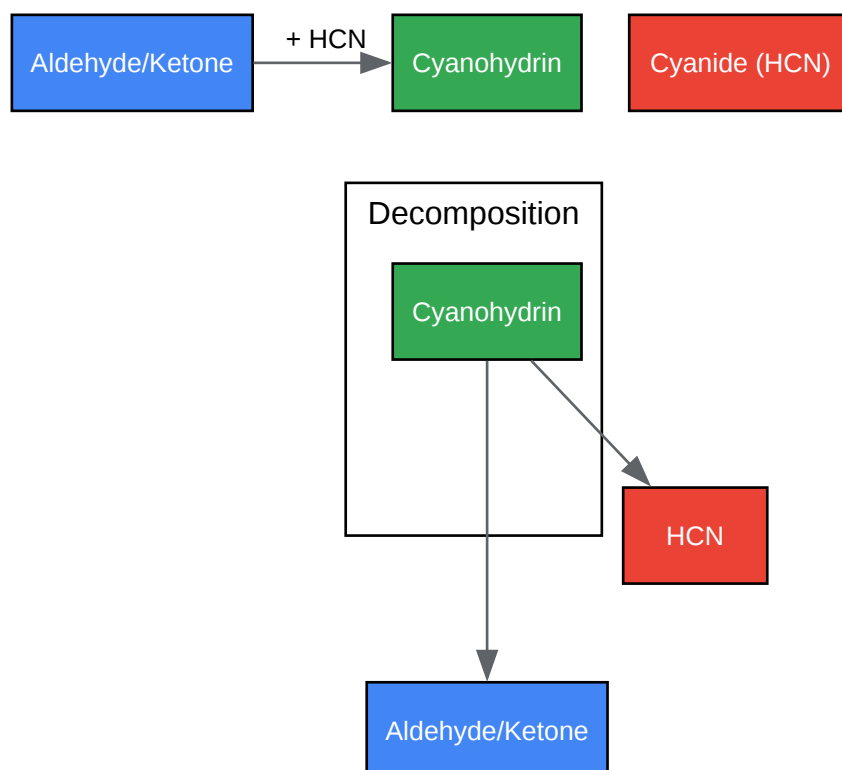 Aldehyde/Ketone
+ HCN
Cyanohydrin
Cyanide (HCN)
Decomposition
Cyanohydrin
HCN
Aldehyde/Ketone